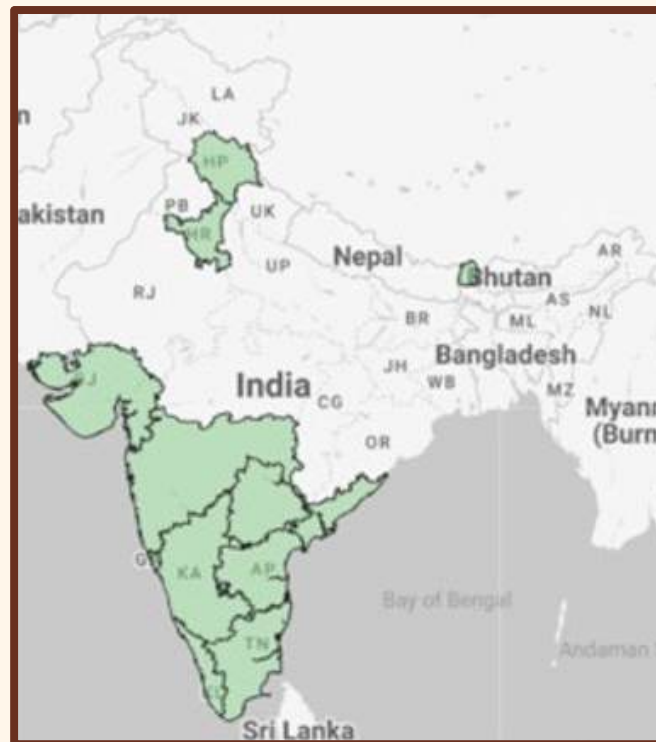 LA
JK
HP
n
PB
akistan
UK
HR
Nepal
AR
UP
Bhutan
RJ
AS
NL
BR
ML
JH
Bangladesh
WB
MZ
India
CG
Myann
(Burn
OR
KA
AP
Bay of Bengal
TN
Andaman
Sri Lanka